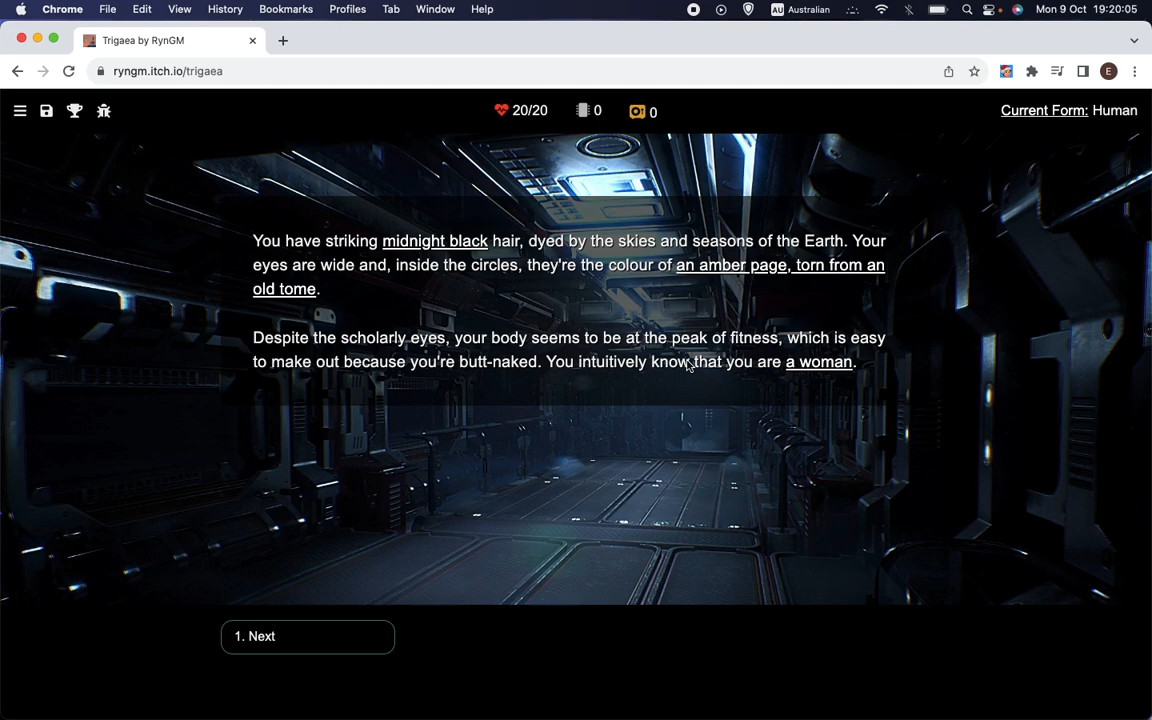 Chrome File Edit View History Bookmarks Profiles Tab Window Help AU Australian Mon 9 Oct 19:20:05
Trigaea by RynGM
ryngm.itch.io/trigaea E
20/20 0 0 Current Form: Human
You have striking midnight black hair, dyed by the skies and seasons of the Earth. Your
eyes are wide and, inside the circles, they're the colour of an amber page, torn from an
old tome.
Despite the scholarly eyes, your body seems to be at the peak of fitness, which is easy
to make out because you're butt-naked. You intuitively know that you are a woman.
1. Next